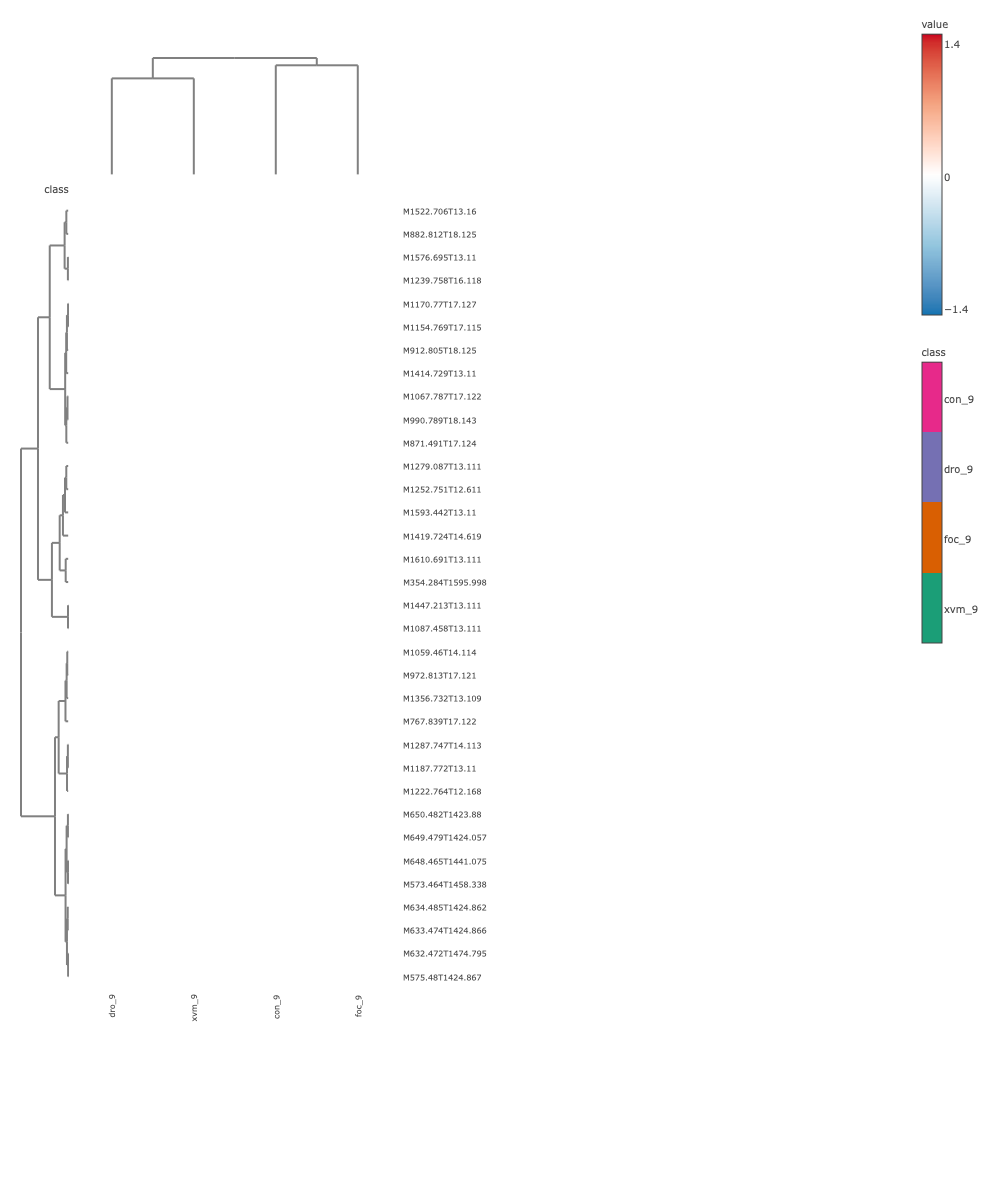 value
1.4
0
−1.4
class
class
con_9
dro_9
foc_9
xvm_9
M1522.706T13.16
M882.812T18.125
M1576.695T13.11
M1239.758T16.118
M1170.77T17.127
M1154.769T17.115
M912.805T18.125
M1414.729T13.11
M1067.787T17.122
M990.789T18.143
M871.491T17.124
M1279.087T13.111
M1252.751T12.611
M1593.442T13.11
M1419.724T14.619
M1610.691T13.111
M354.284T1595.998
M1447.213T13.111
M1087.458T13.111
M1059.46T14.114
M972.813T17.121
M1356.732T13.109
M767.839T17.122
M1287.747T14.113
M1187.772T13.11
M1222.764T12.168
M650.482T1423.88
M649.479T1424.057
M648.465T1441.075
M573.464T1458.338
M634.485T1424.862
M633.474T1424.866
M632.472T1474.795
M575.48T1424.867
dro_9
xvm_9
con_9
foc_9